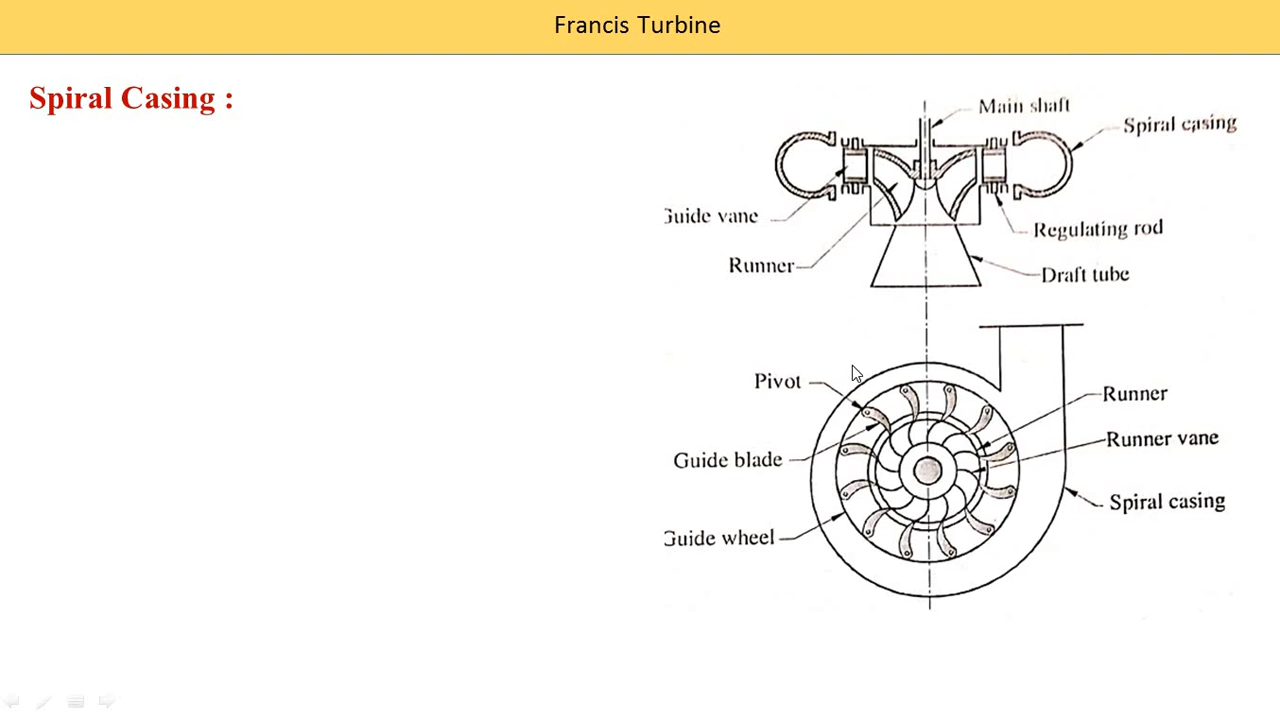 Francis Turbine
Spiral Casing :
Main shaft
Spiral casing
Guide vane
Regulating rod
Runner
Draft tube
Pivot
Runner
Runner vane
Guide blade
Spiral casing
Guide wheel